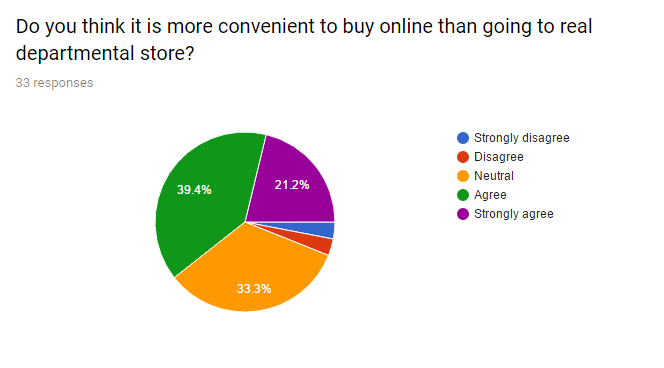 Do you think it is more convenient to buy online than going to real
departmental store?
33 responses
39.4%
21.2%
33.3%
Strongly disagree
Disagree
Neutral
Agree
Strongly agree